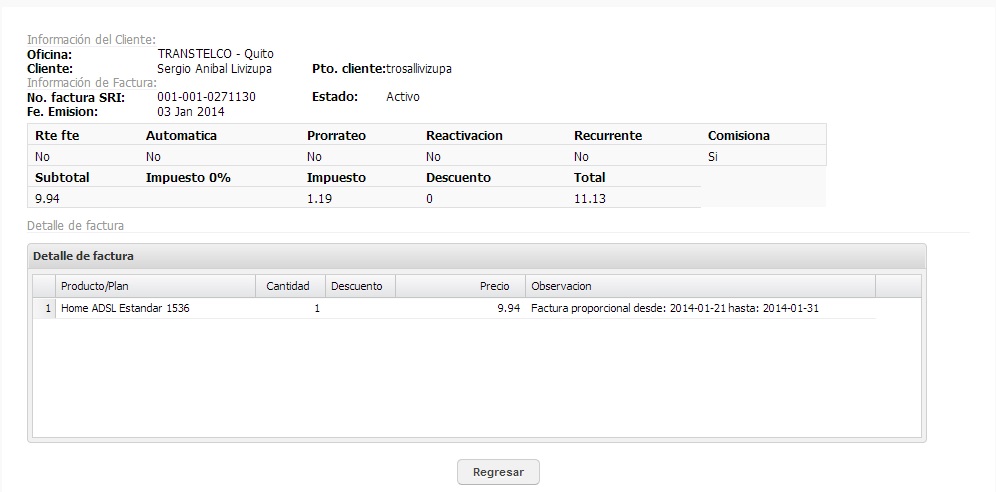 Información del Cliente:
Oficina: TRANSTELCO - Quito
Cliente: Sergio Anibal Livizupa Pto. cliente:trosallivizupa
Información de Factura:
No. factura SRI: 001-001-0271130 Estado: Activo
Fe. Emision: 03 Jan 2014
Rte fte Automatica Prorrateo Reactivacion Recurrente Comisiona
No No No No No Si
Subtotal Impuesto 0% Impuesto Descuento Total
9.94 1.19 0 11.13
Detalle de factura
Detalle de factura
Producto/Plan Cantidad Descuento Precio Observacion
1 Home ADSL Estandar 1536 1 9.94 Factura proporcional desde: 2014-01-21 hasta: 2014-01-31
Regresar